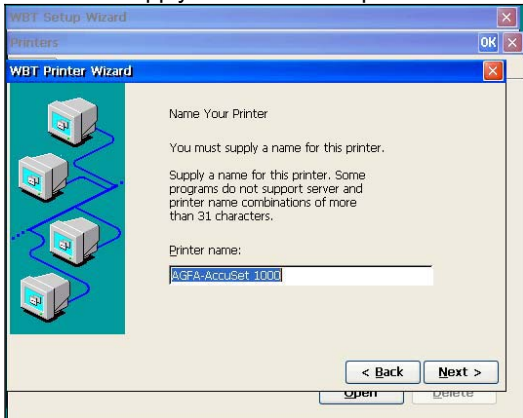 WBT Setup Wizard
Printers OK
WBT Printer Wizard
Name Your Printer
You must supply a name for this printer.
Supply a name for this printer. Some
programs do not support server and
printer name combinations of more
than 31 characters.
Printer name:
AGFA-AccuSet 1000
< Back Next >
Open Delete